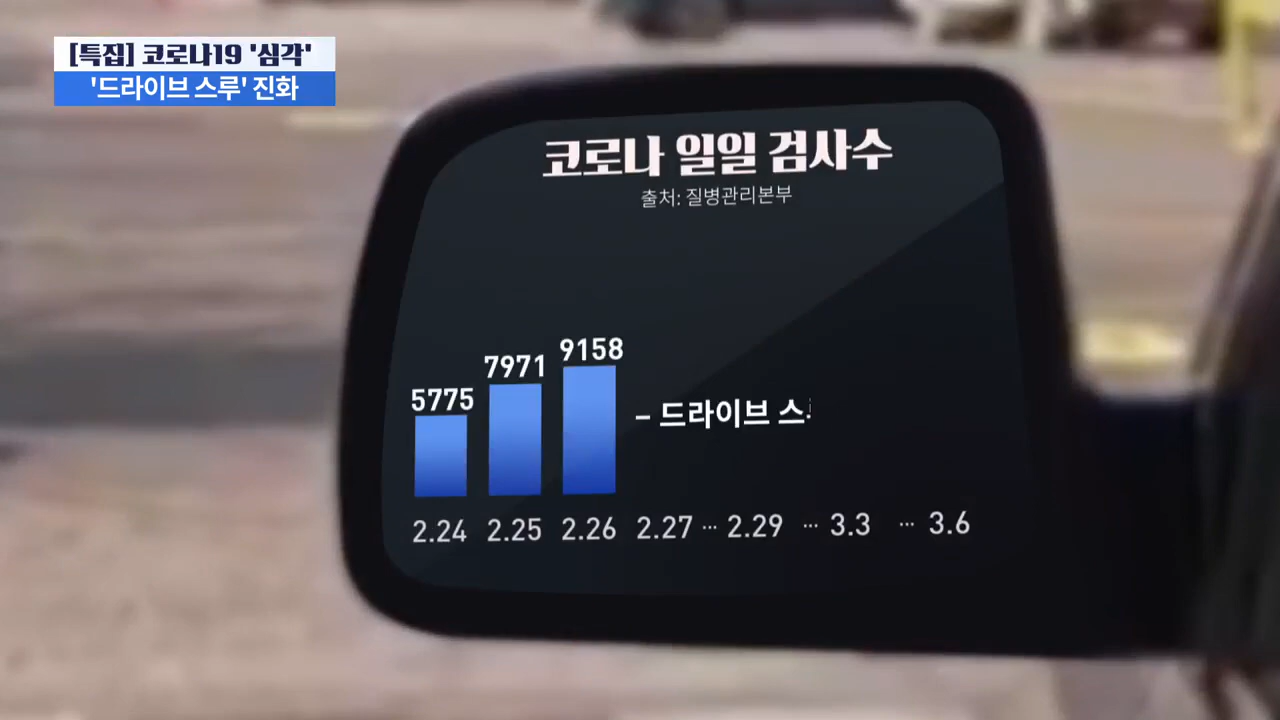 [특집] 코로나19 '심각'
'드라이브 스루' 진화
코로나 일일 검사수
출처: 질병관리본부
5775 7971 9158
– 드라이브
2.24 2.25 2.26 2.27 ··· 2.29 ··· 3.3 ··· 3.6